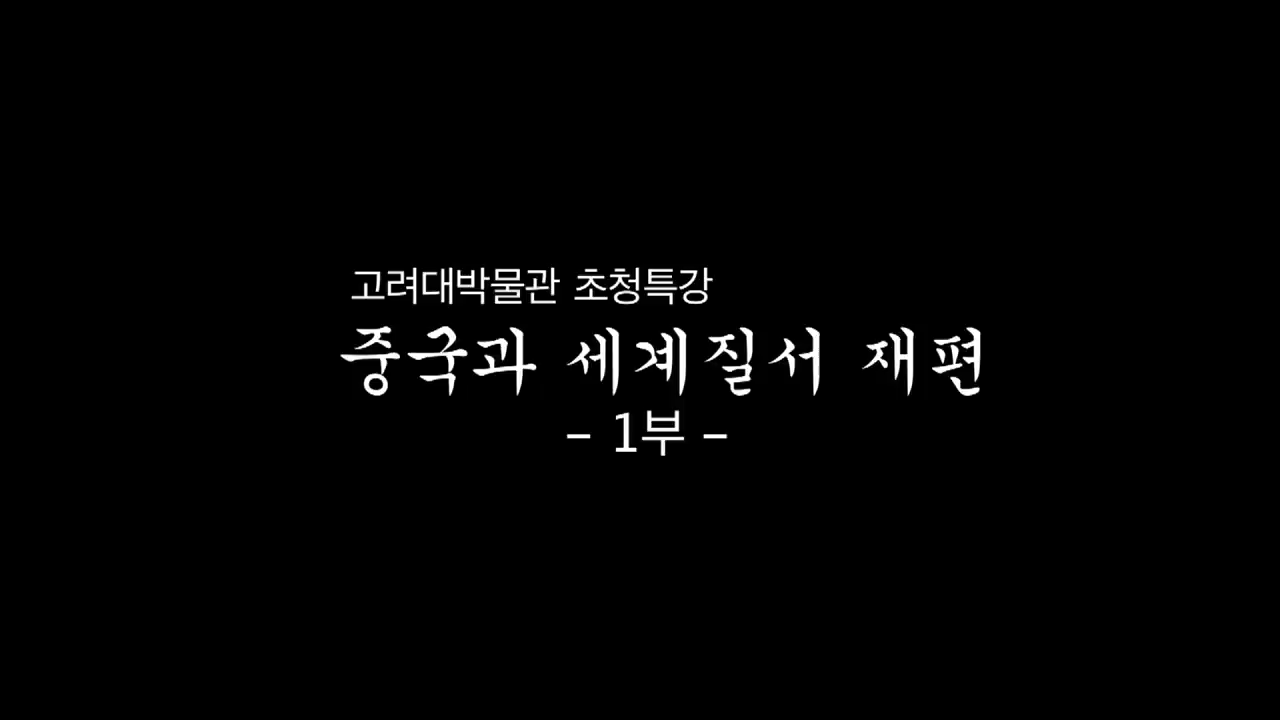 고려대박물관 초청특강
중국과 세계질서 재편
- 1부 -